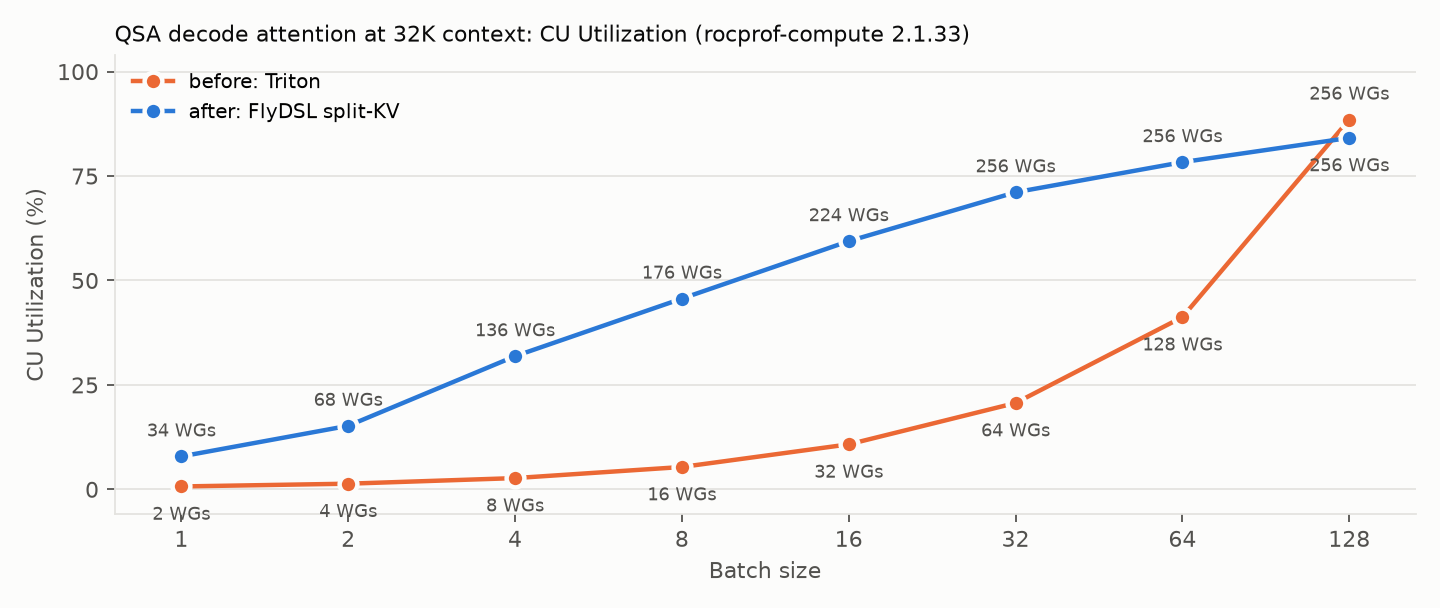 QSA decode attention at 32K context: CU Utilization (rocprof-compute 2.1.33)
before: Triton
after: FlyDSL split-KV
CU Utilization (%)
100
75
50
25
0
34 WGs
68 WGs
136 WGs
176 WGs
224 WGs
256 WGs
256 WGs
256 WGs
2 WGs
4 WGs
8 WGs
16 WGs
32 WGs
64 WGs
128 WGs
256 WGs
1
2
4
8
16
32
64
128
Batch size